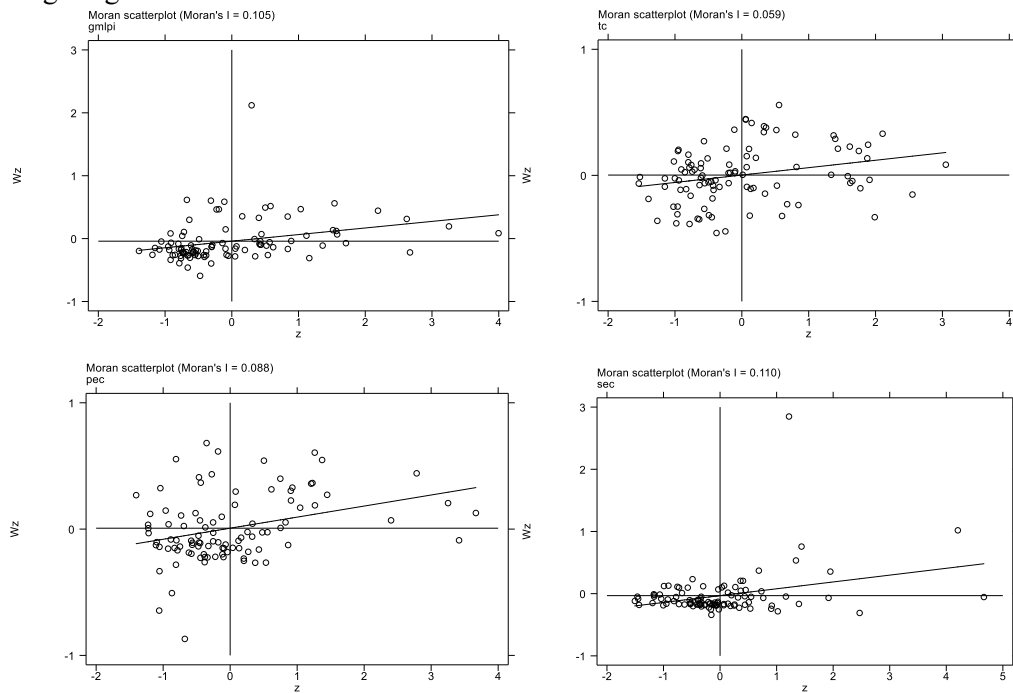 Moran scatterplot (Moran's I = 0.105)
gmlpi
3
2
1
0
-1
Wz
-2
-1
0
1
2
3
4
z
Moran scatterplot (Moran's I = 0.059)
tc
1
0
-1
Wz
-2
-1
0
1
2
3
4
z
Moran scatterplot (Moran's I = 0.088)
pec
1
0
-1
Wz
-2
-1
0
1
2
3
4
z
Moran scatterplot (Moran's I = 0.110)
sec
3
2
1
0
-1
Wz
-2
-1
0
1
2
3
4
5
z